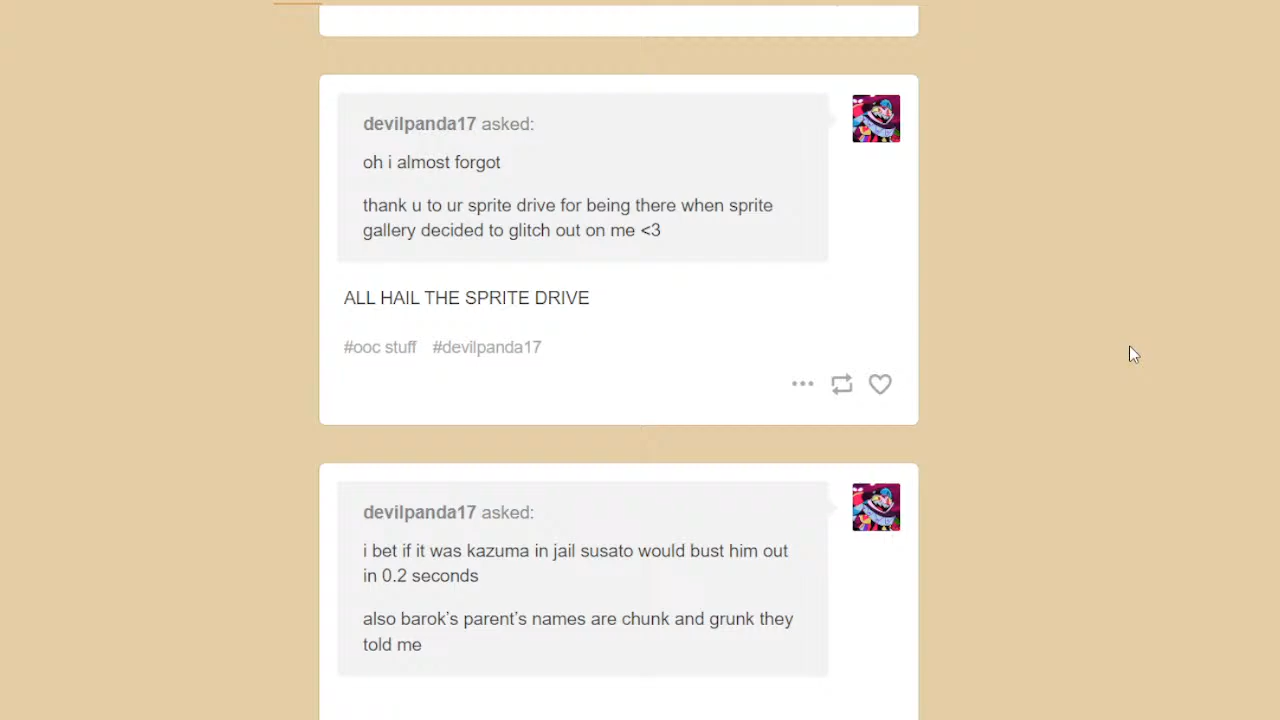 devilpanda17 asked:
oh i almost forgot
thank u to ur sprite drive for being there when sprite
gallery decided to glitch out on me <3
ALL HAIL THE SPRITE DRIVE
#ooc stuff #devilpanda17
devilpanda17 asked:
i bet if it was kazuma in jail susato would bust him out
in 0.2 seconds
also barok’s parent’s names are chunk and grunk they
told me